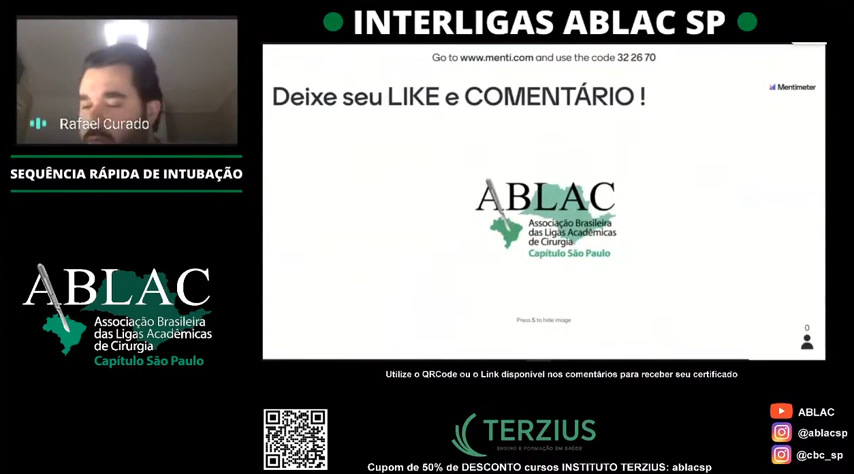 INTERLIGAS ABLAC SP
Rafael Curado
SEQUÊNCIA RÁPIDA DE INTUBAÇÃO
ABLAC
Associação Brasileira
das Ligas Acadêmicas
de Cirurgia
Capítulo São Paulo
Go to www.menti.com and use the code 32 26 70
Deixe seu LIKE e COMENTÁRIO !
Mentimeter
ABLAC
Associação Brasileira
das Ligas Acadêmicas
de Cirurgia
Capítulo São Paulo
Press S to hide image
0
Utilize o QRCode ou o Link disponível nos comentários para receber seu certificado
TERZIUS
ENSINO E FORMAÇÃO EM SAÚDE
Cupom de 50% de DESCONTO cursos INSTITUTO TERZIUS: ablacsp
ABLAC
@ablacsp
@cbc_sp